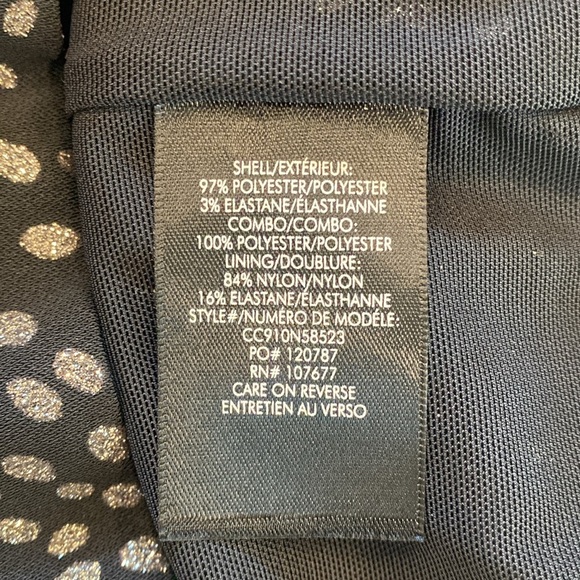 SHELL/EXTÉRIEUR:
97% POLYESTER/POLYESTER
3% ELASTANE/ÉLASTHANNE
COMBO/COMBO:
100% POLYESTER/POLYESTER
LINING/DOUBLURE:
84% NYLON/NYLON
16% ELASTANE/ÉLASTHANNE
STYLE#/NUMÉRO DE MODÈLE:
CC910N58523
PO# 120787
RN# 107677
CARE ON REVERSE
ENTRETIEN AU VERSO